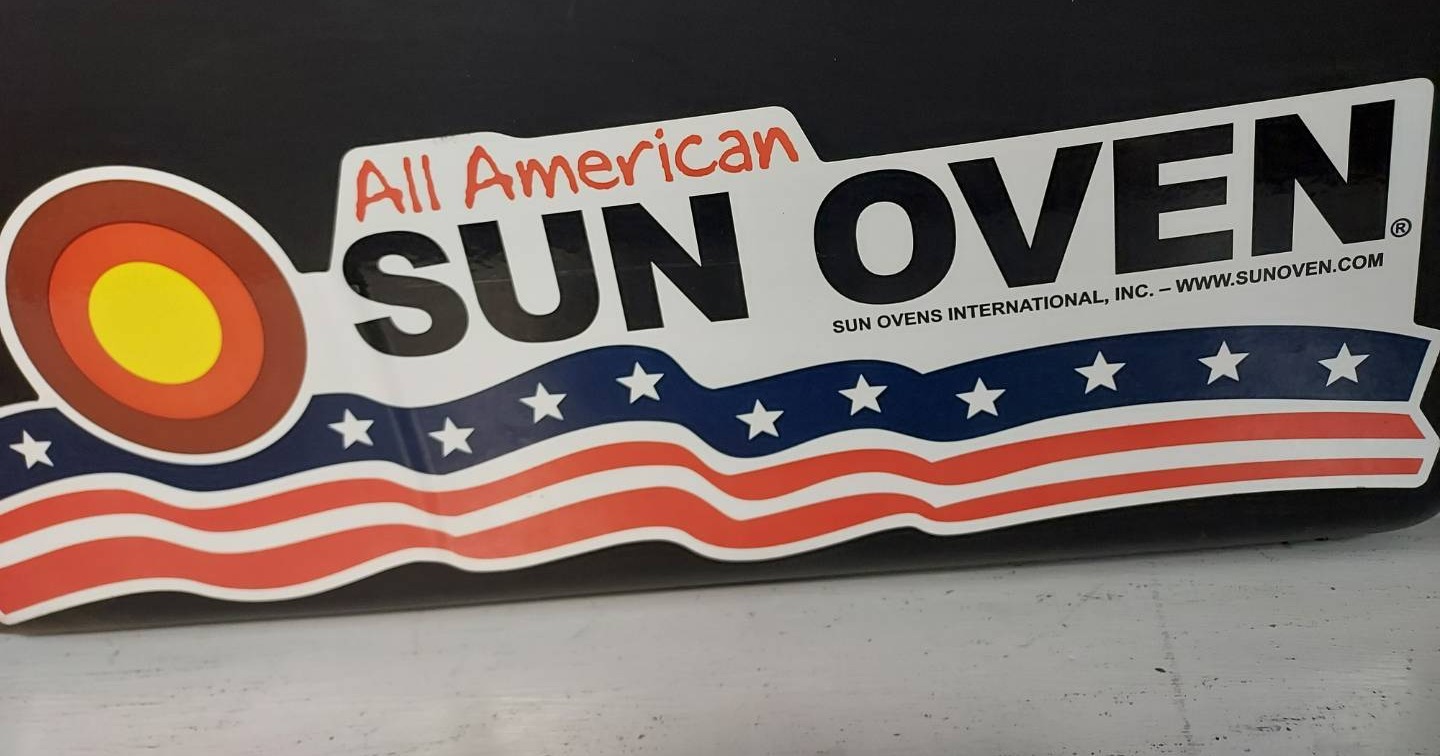 All American
SUN OVEN®
SUN OVENS INTERNATIONAL, INC. – WWW.SUNOVEN.COM